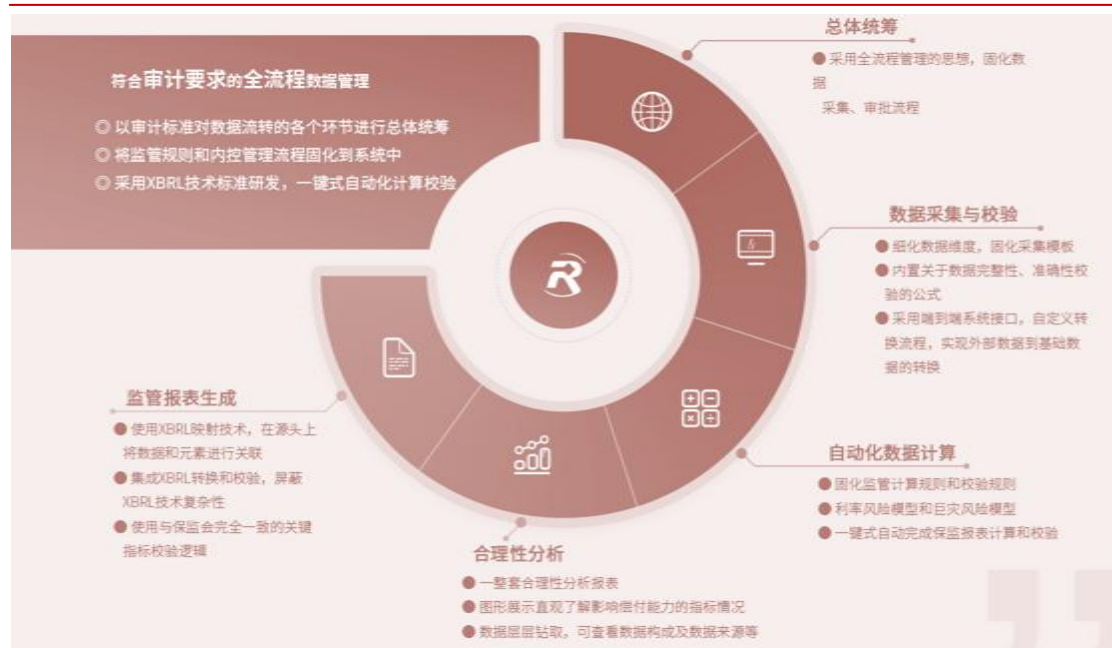 符合审计要求的全流程数据管理
◎ 以审计标准对数据流转的各个环节进行总体统筹
◎ 将监管规则和内控管理流程固化到系统中
◎ 采用XBRL技术标准研发，一键式自动化计算校验
总体统筹
● 采用全流程管理的思想，固化数
据
采集、审批流程
数据采集与校验
● 细化数据维度，固化采集模板
● 内置关于数据完整性、准确性校
验的公式
● 采用端到端系统接口，自定义转
换流程，实现外部数据到基础数
据的转换
自动化数据计算
● 固化监管计算规则和校验规则
● 利率风险模型和巨灾风险模型
● 一键式自动完成保监报表计算和校验
合理性分析
● 一整套合理性分析报表
● 图形展示直观了解影响偿付能力的指标情况
● 数据层层钻取，可查看数据构成及数据来源等
监管报表生成
● 使用XBRL映射技术，在源头上
将数据和元素进行关联
● 集成XBRL转换和校验，屏蔽
XBRL技术复杂性
● 使用与保监会完全一致的关键
指标校验逻辑
R